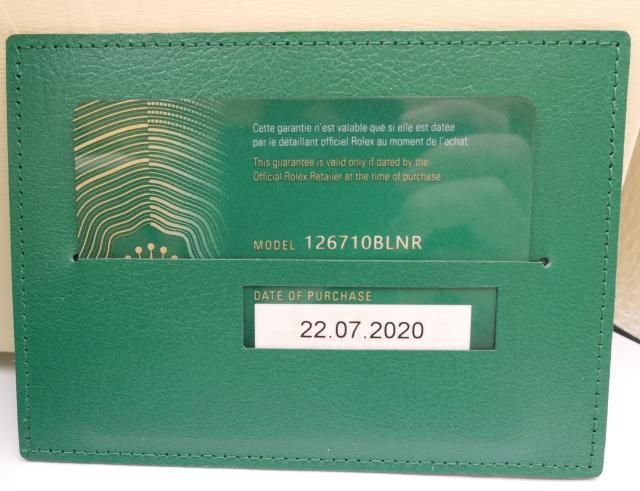 Cette garantie n'est valable que si elle est datée
par le détaillant officiel Rolex au moment de l'achat
This guarantee is valid only if dated by the
Official Rolex Retailer at the time of purchase
MODEL 126710BLNR
DATE OF PURCHASE
22.07.2020